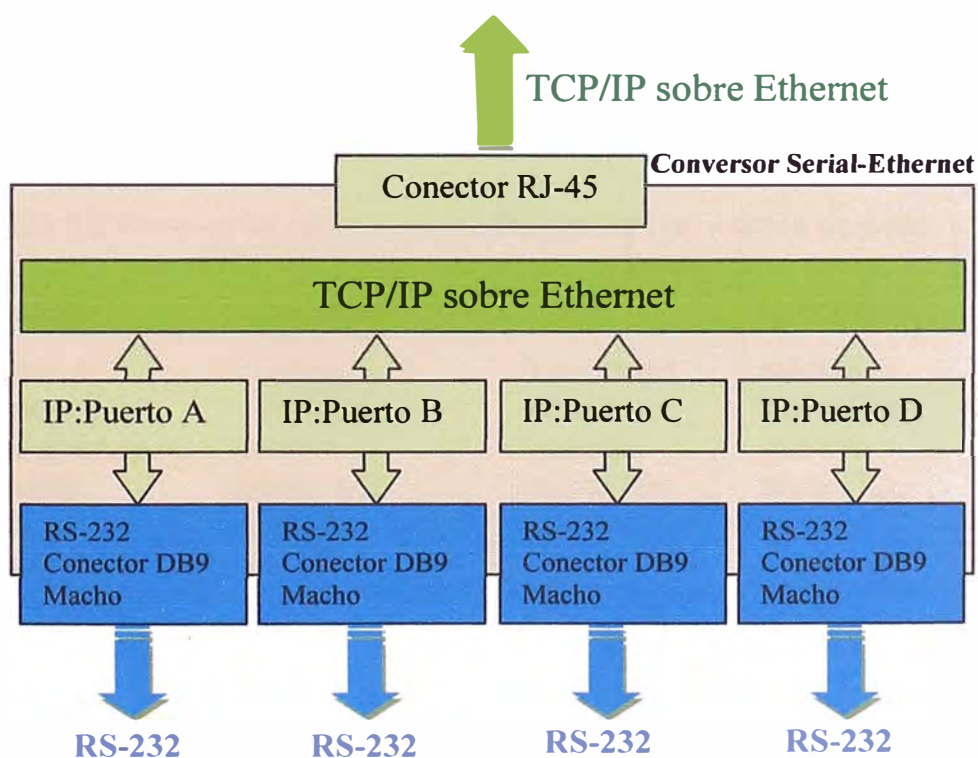 TCP/IP sobre Ethernet
Conversor Serial-Ethernet
Conector RJ-45
TCP/IP sobre Ethernet
IP:Puerto A
IP:Puerto B
IP:Puerto C
IP:Puerto D
RS-232
Conector DB9
Macho
RS-232
Conector DB9
Macho
RS-232
Conector DB9
Macho
RS-232
Conector DB9
Macho
RS-232
RS-232
RS-232
RS-232